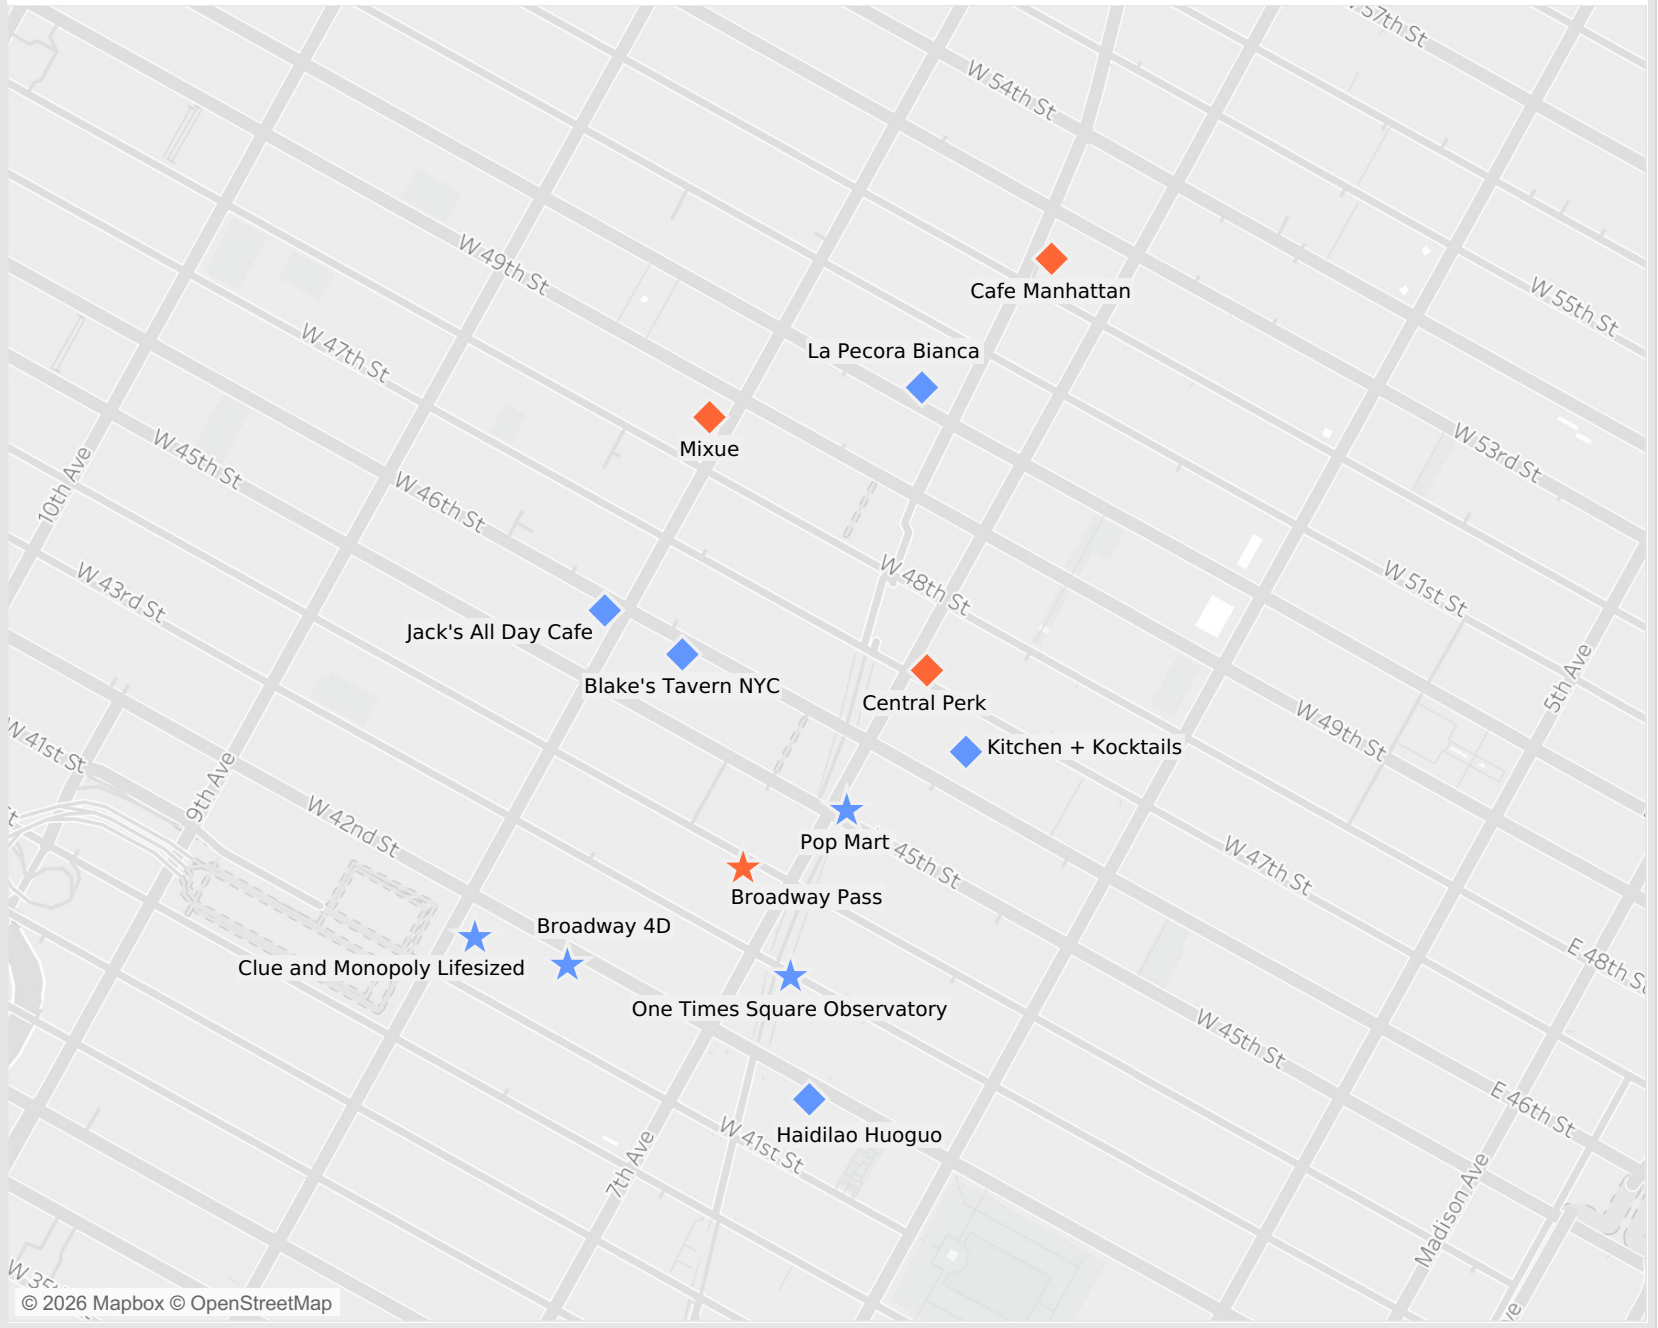 W 57th St
W 54th St
W 49th St
Cafe Manhattan
W 55th St
W 47th St
La Pecora Bianca
Mixue
W 53rd St
W 45th St
10th Ave
W 46th St
W 51st St
W 43rd St
W 48th St
Jack's All Day Cafe
Blake's Tavern NYC
Central Perk
5th Ave
W 41st St
W 49th St
Kitchen + Kocktails
9th Ave
W 42nd St
Pop Mart
45th St
W 47th St
Broadway Pass
Broadway 4D
Clue and Monopoly Lifesized
E 48th St
One Times Square Observatory
W 45th St
E 46th St
Haidilao Huoguo
W 41st St
7th Ave
Madison Ave
W 35t
© 2026 Mapbox © OpenStreetMap